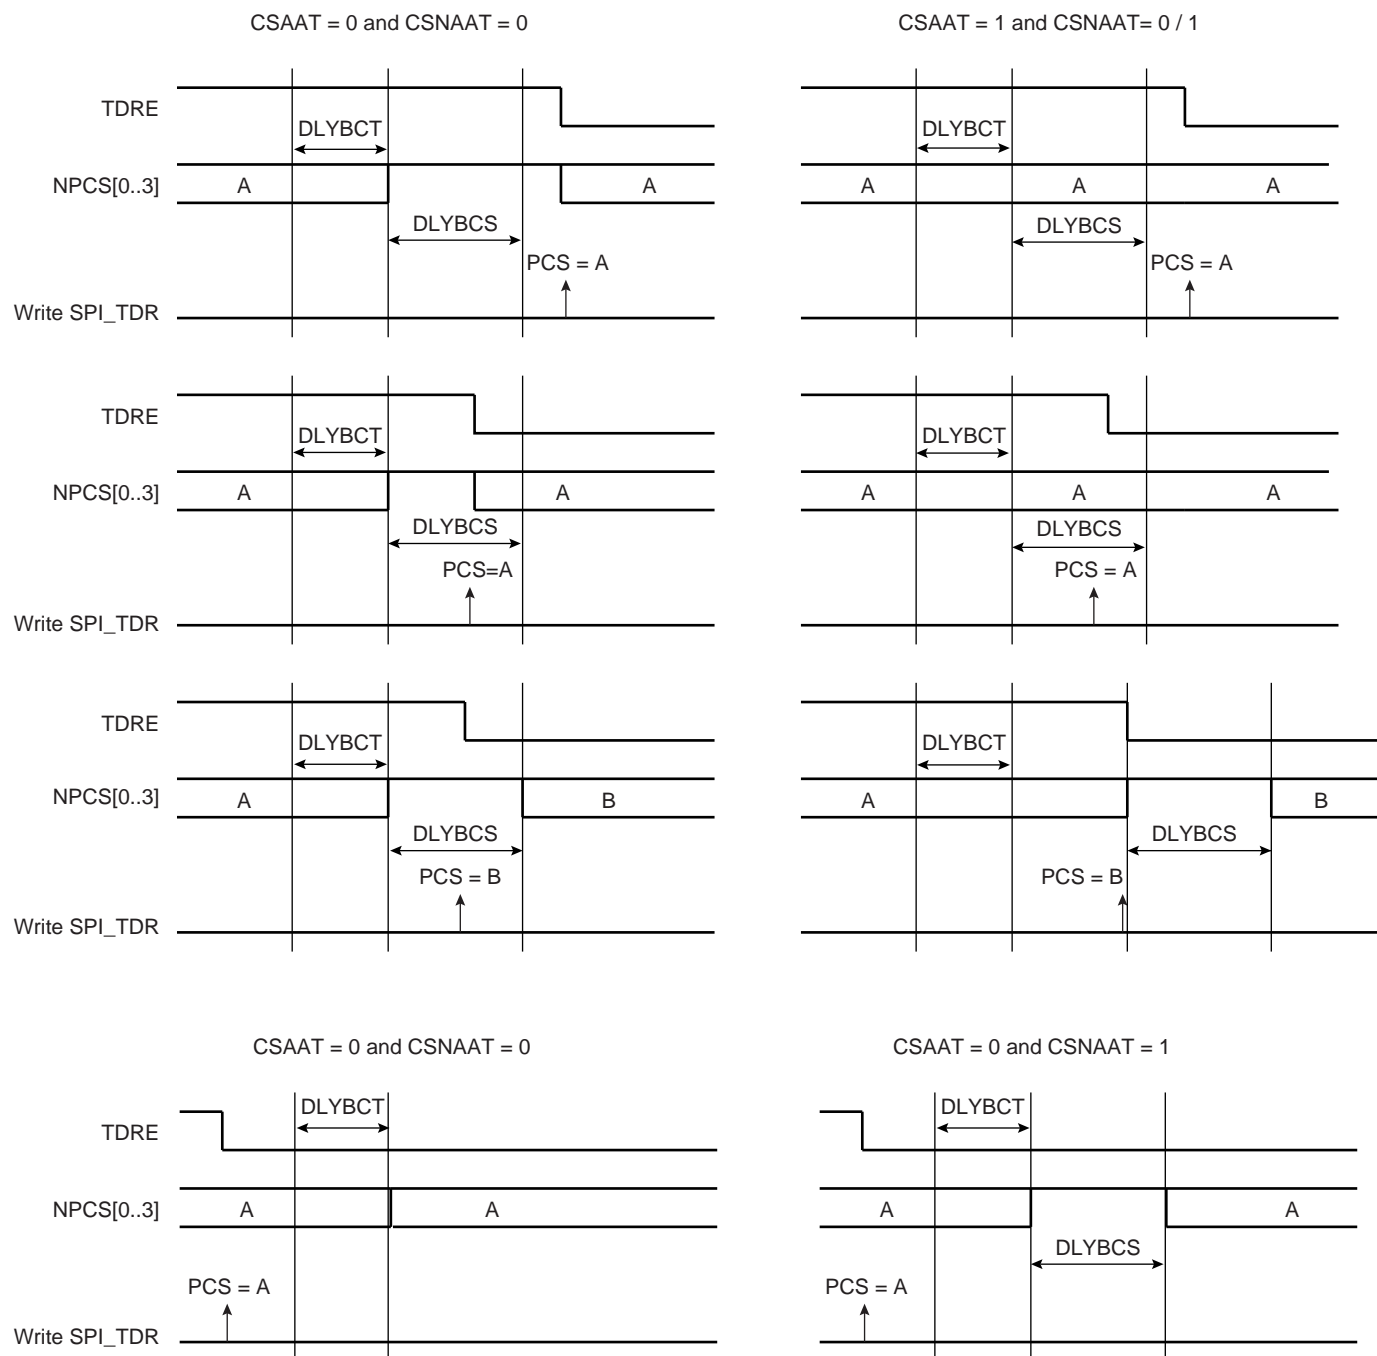 CSAAT = 0 and CSNAAT = 0
CSAAT = 1 and CSNAAT= 0 / 1
TDRE
DLYBCT
DLYBCT
NPCS[0..3]
A
A
A
A
A
DLYBCS
DLYBCS
PCS = A
PCS = A
Write SPI_TDR
TDRE
DLYBCT
DLYBCT
NPCS[0..3]
A
A
A
A
A
DLYBCS
DLYBCS
PCS=A
PCS = A
Write SPI_TDR
TDRE
DLYBCT
DLYBCT
NPCS[0..3]
A
B
A
B
DLYBCS
DLYBCS
PCS = B
PCS = B
Write SPI_TDR
CSAAT = 0 and CSNAAT = 0
CSAAT = 0 and CSNAAT = 1
DLYBCT
DLYBCT
TDRE
NPCS[0..3]
A
A
A
A
DLYBCS
PCS = A
PCS = A
Write SPI_TDR